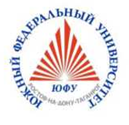 ЮЖНЫЙ ФЕДЕРАЛЬНЫЙ УНИВЕРСИТЕТ
ЮФУ
РОСТОВ-НА-ДОНУ-ТАГАНРОГ